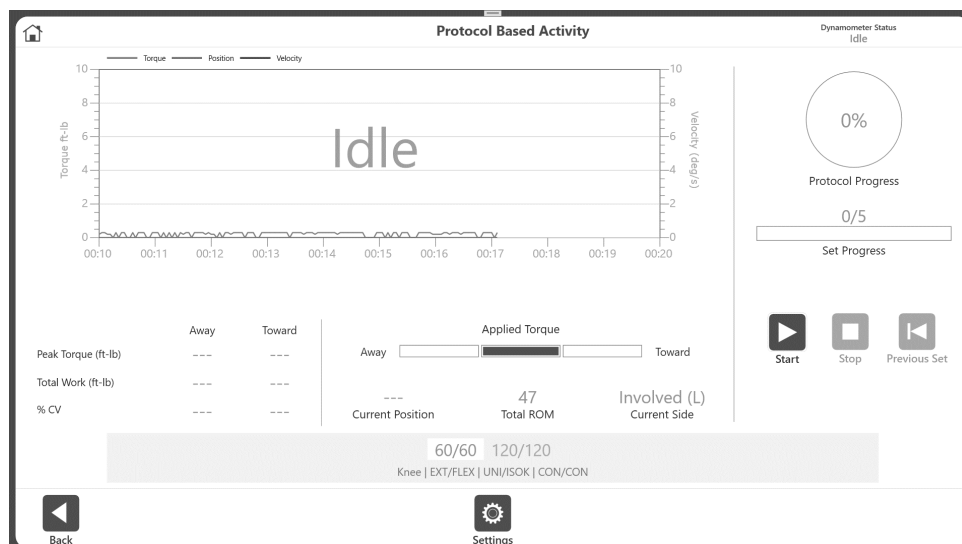 Protocol Based Activity
Dynamometer Status
Idle
Torque Position Velocity
Torque ft-lb
10
8
6
4
2
0
Idle
10
8
6
4
2
0
Velocity (deg/s)
00:10 00:11 00:12 00:13 00:14 00:15 00:16 00:17 00:18 00:19 00:20
0%
Protocol Progress
0/5
Set Progress
Start Stop Previous Set
Away Toward
Peak Torque (ft-lb) --- ---
Total Work (ft-lb) --- ---
% CV --- ---
Applied Torque
Away Toward
--- 47 Involved (L)
Current Position Total ROM Current Side
60/60 120/120
Knee | EXT/FLEX | UNI/ISOK | CON/CON
Back Settings